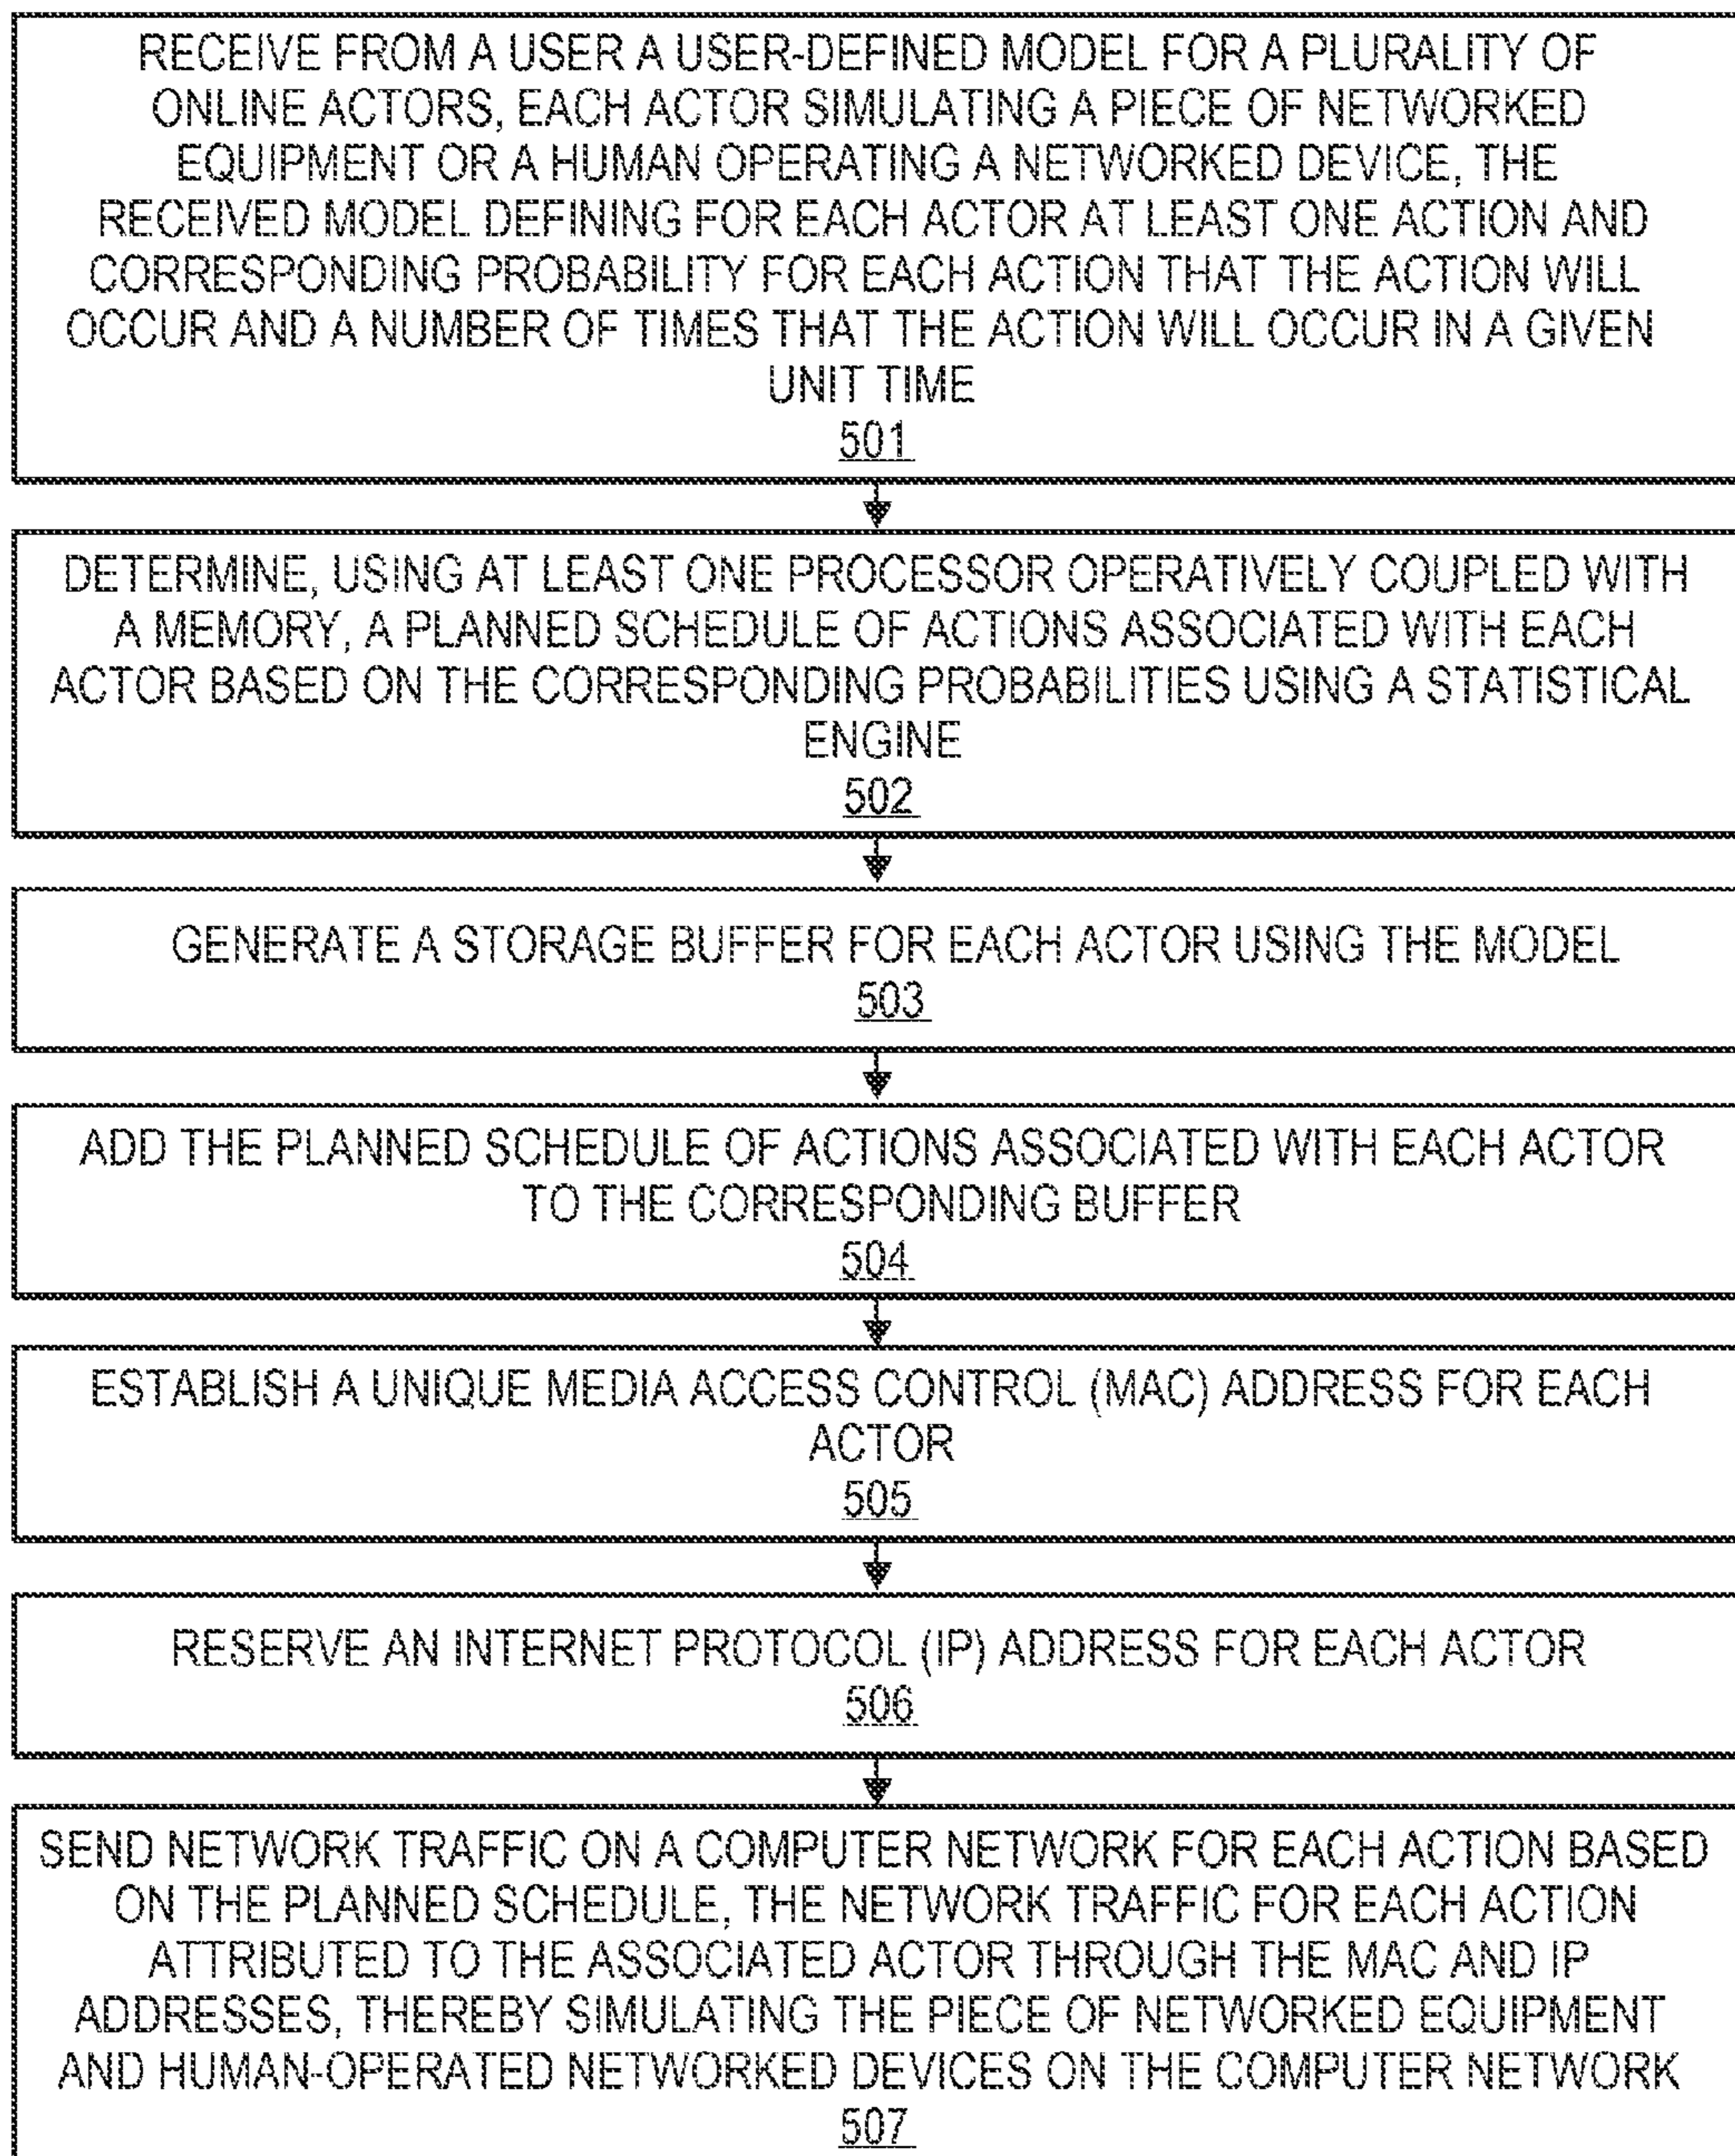 RECEIVE FROM A USER A USER-DEFINED MODEL FOR A PLURALITY OF
ONLINE ACTORS, EACH ACTOR SIMULATING A PIECE OF NETWORKED
EQUIPMENT OR A HUMAN OPERATING A NETWORKED DEVICE, THE
RECEIVED MODEL DEFINING FOR EACH ACTOR AT LEAST ONE ACTION AND
CORRESPONDING PROBABILITY FOR EACH ACTION THAT THE ACTION WILL
OCCUR AND A NUMBER OF TIMES THAT THE ACTION WILL OCCUR IN A GIVEN
UNIT TIME
501
DETERMINE, USING AT LEAST ONE PROCESSOR OPERATIVELY COUPLED WITH
A MEMORY, A PLANNED SCHEDULE OF ACTIONS ASSOCIATED WITH EACH
ACTOR BASED ON THE CORRESPONDING PROBABILITIES USING A STATISTICAL
ENGINE
502
GENERATE A STORAGE BUFFER FOR EACH ACTOR USING THE MODEL
503
ADD THE PLANNED SCHEDULE OF ACTIONS ASSOCIATED WITH EACH ACTOR
TO THE CORRESPONDING BUFFER
504
ESTABLISH A UNIQUE MEDIA ACCESS CONTROL (MAC) ADDRESS FOR EACH
ACTOR
505
RESERVE AN INTERNET PROTOCOL (IP) ADDRESS FOR EACH ACTOR
506
SEND NETWORK TRAFFIC ON A COMPUTER NETWORK FOR EACH ACTION BASED
ON THE PLANNED SCHEDULE, THE NETWORK TRAFFIC FOR EACH ACTION
ATTRIBUTED TO THE ASSOCIATED ACTOR THROUGH THE MAC AND IP
ADDRESSES, THEREBY SIMULATING THE PIECE OF NETWORKED EQUIPMENT
AND HUMAN-OPERATED NETWORKED DEVICES ON THE COMPUTER NETWORK
507